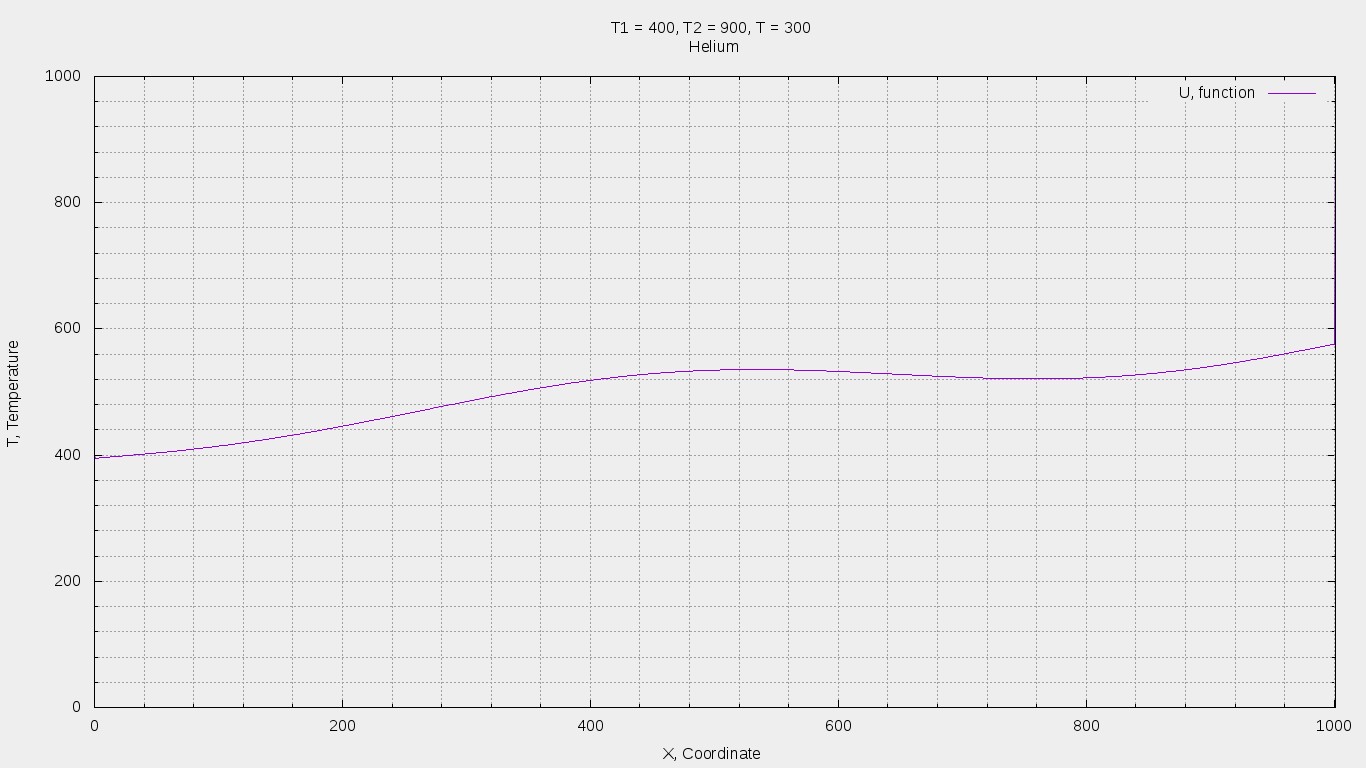 T1 = 400, T2 = 900, T = 300
Helium
U, function
1000
800
600
400
200
0
T, Temperature
0 200 400 600 800 1000
X, Coordinate